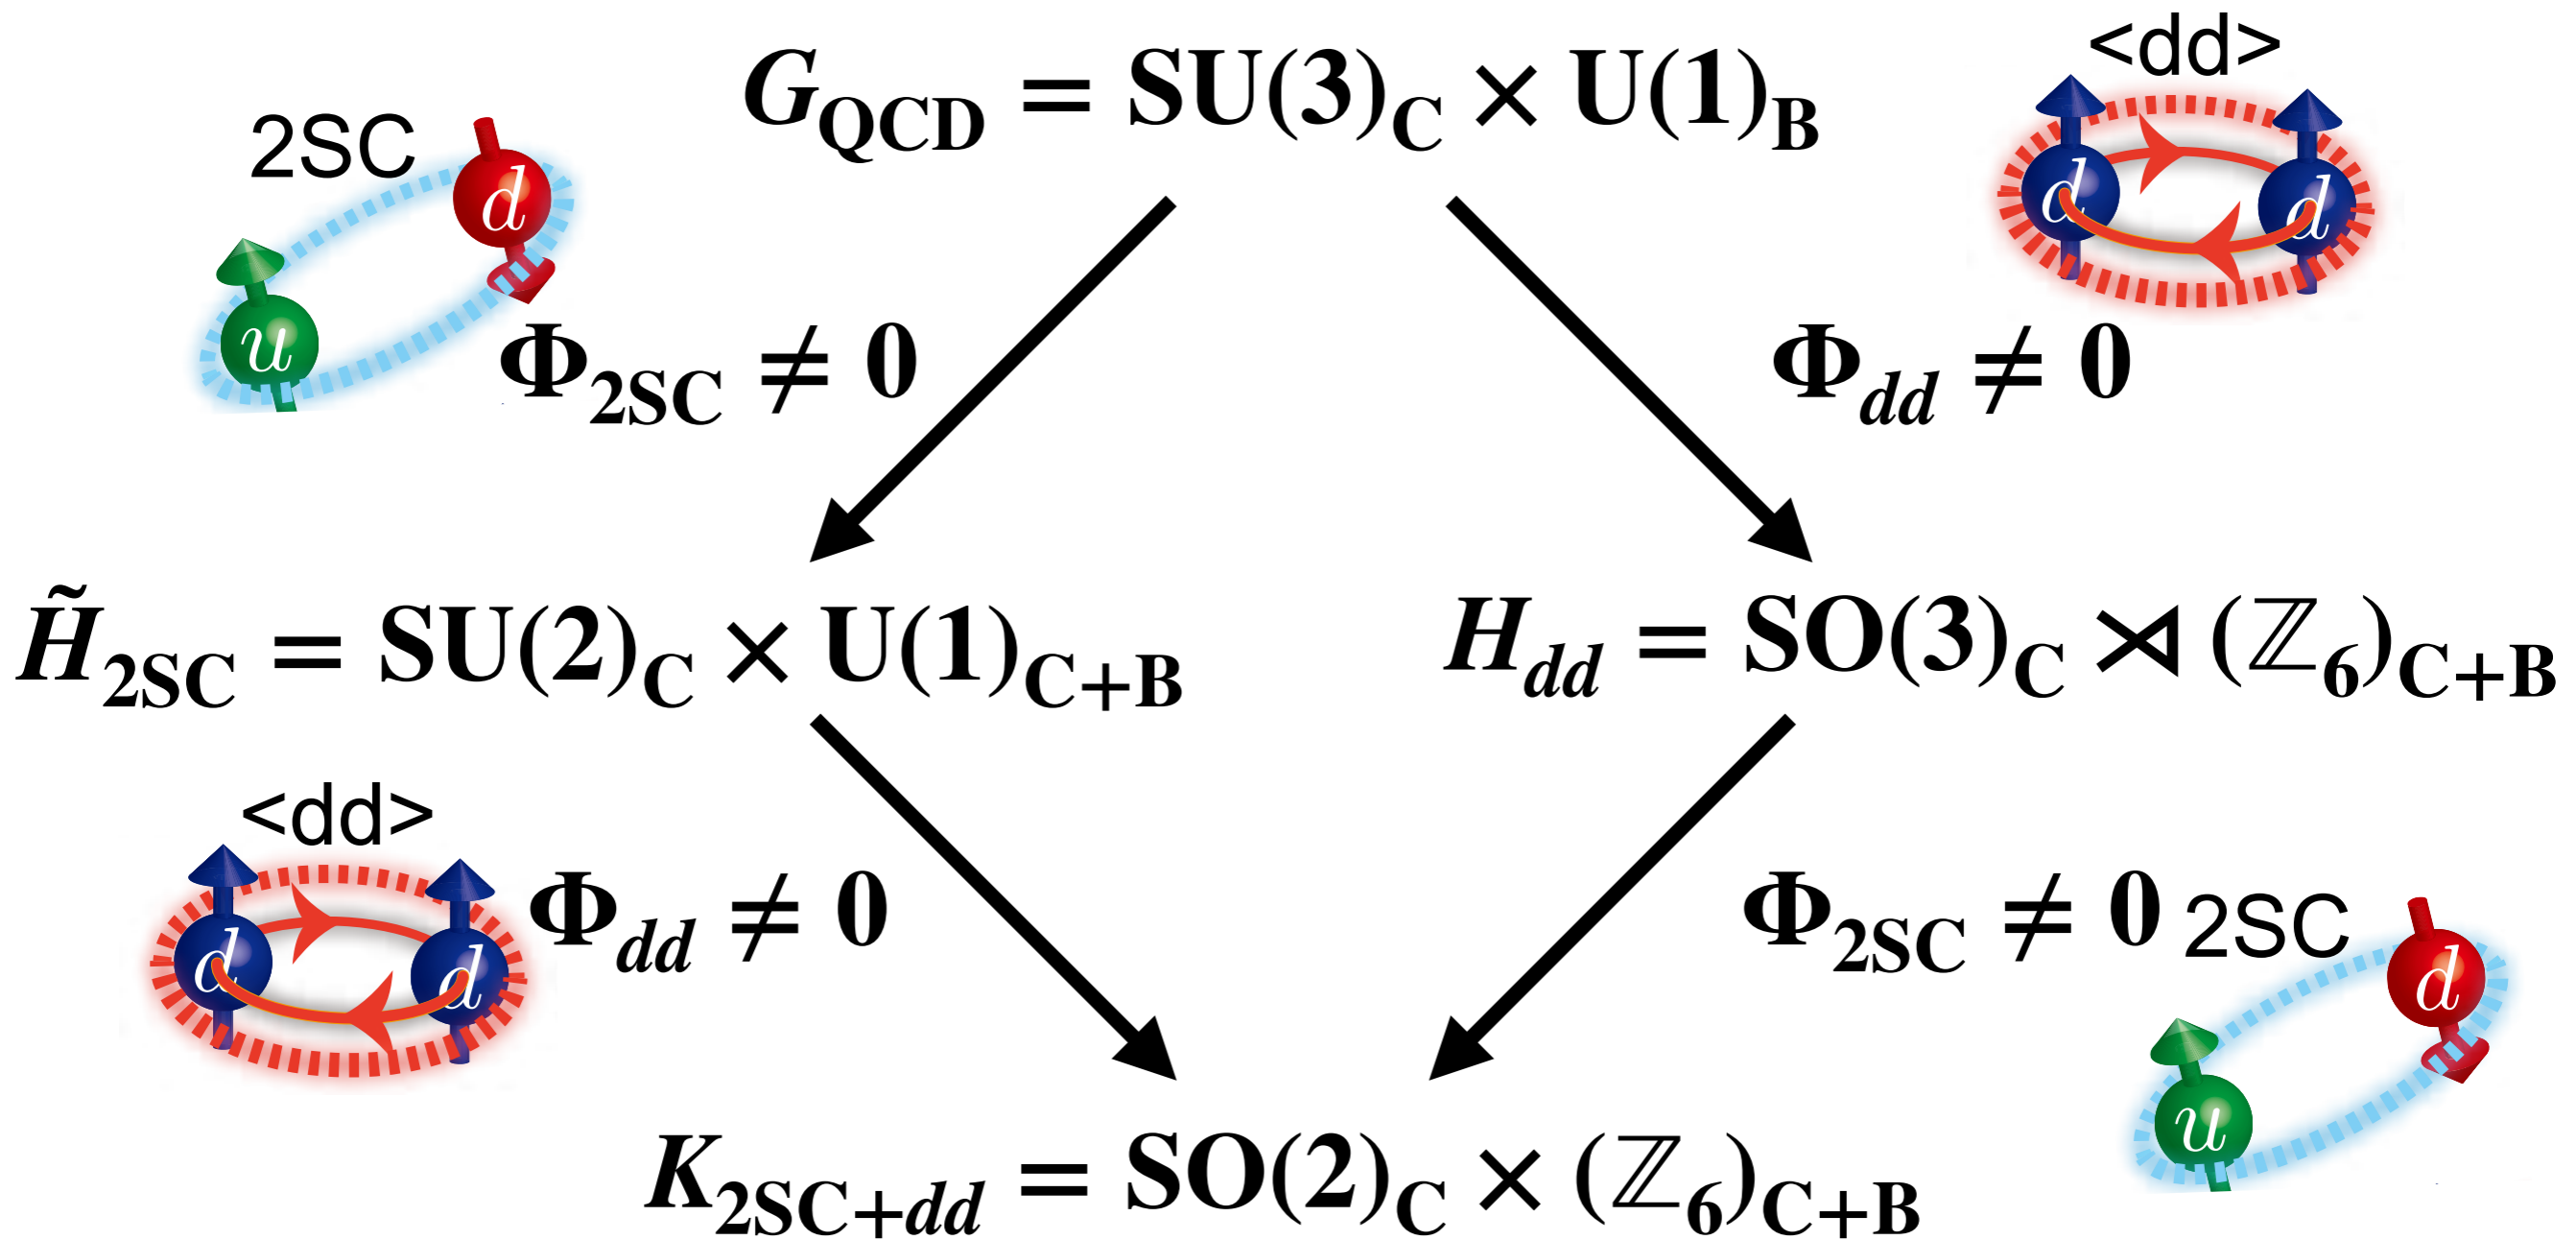 <dd>
G_QCD = SU(3)_C × U(1)_B
2SC
d
d d
u
Φ_2SC ≠ 0
Φ_dd ≠ 0
H̃_2SC = SU(2)_C × U(1)_C+B
H_dd = SO(3)_C ⋊ (ℤ_6)_C+B
<dd>
Φ_dd ≠ 0
Φ_2SC ≠ 0
2SC
d d
d
u
K_2SC+dd = SO(2)_C × (ℤ_6)_C+B